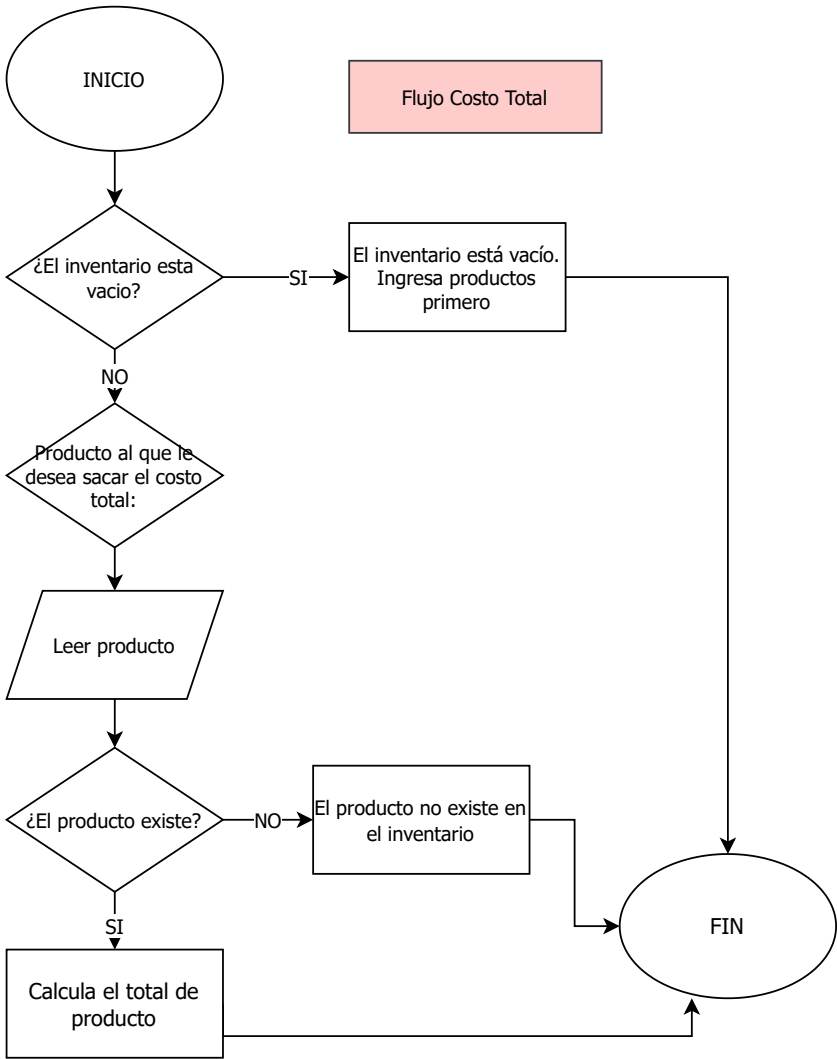 INICIO
Flujo Costo Total
¿El inventario esta
vacio?
SI
El inventario está vacío.
Ingresa productos
primero
NO
Producto al que le
desea sacar el costo
total:
Leer producto
¿El producto existe?
NO
El producto no existe en
el inventario
SI
FIN
Calcula el total de
producto